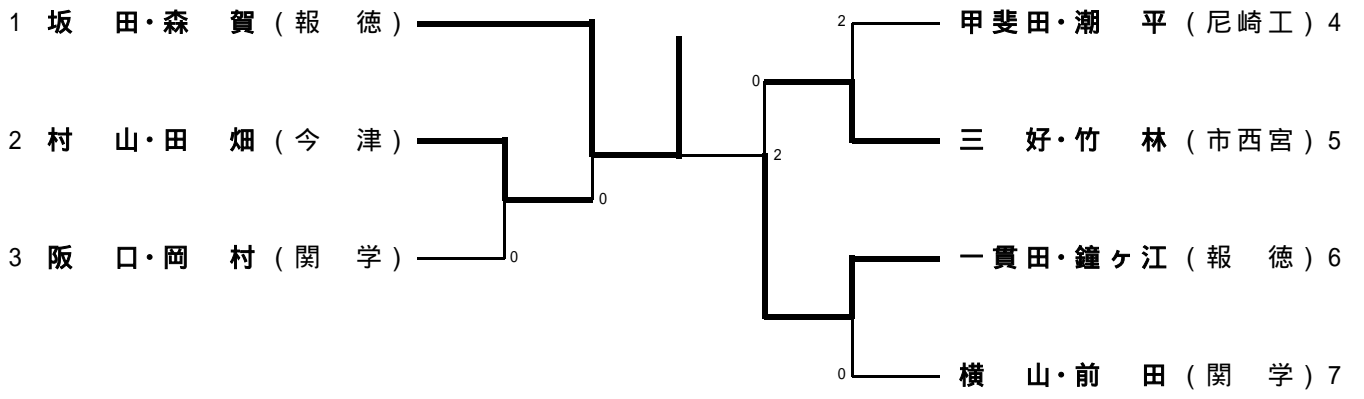 1 坂 田・森 賀 (報 徳)
2 村 山・田 畑 (今 津)
3 阪 口・岡 村 (関 学)
0
0
2
0
2
0
甲斐田・潮 平 (尼崎工) 4
三 好・竹 林 (市西宮) 5
一貫田・鐘ヶ江 (報 徳) 6
横 山・前 田 (関 学) 7